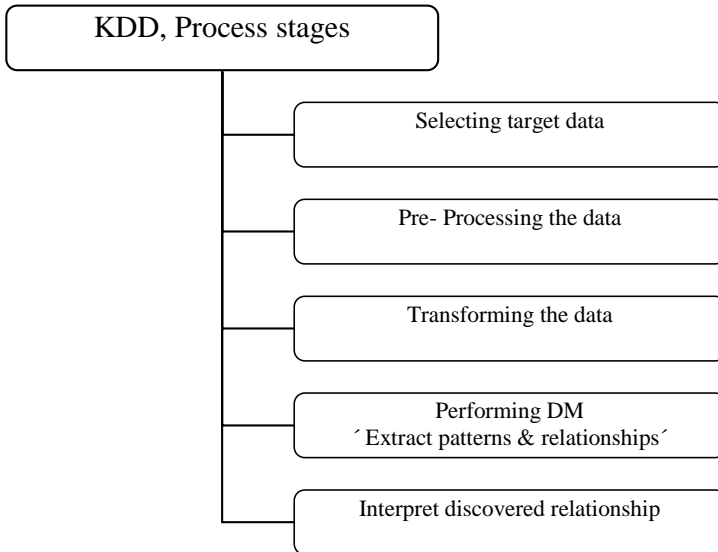 KDD, Process stages
Selecting target data
Pre- Processing the data
Transforming the data
Performing DM
´ Extract patterns & relationships´
Interpret discovered relationship